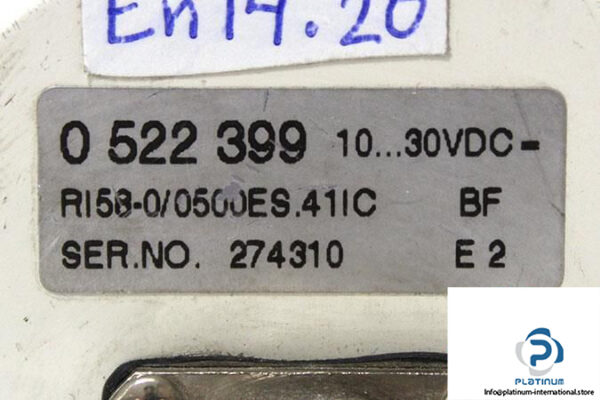 En14.20
0 522 399 10...30VDC=
RI58-0/0500ES.41IC BF
SER.NO. 274310 E 2
PLATINUM
Info@platinum-international.store